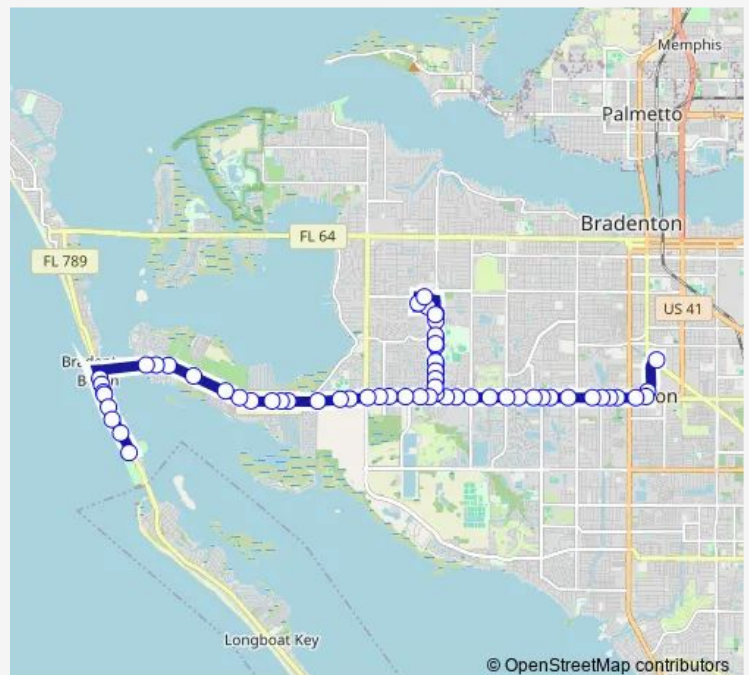 Memphis
Palmetto
Bradenton
FL 64
FL 789
US 41
Longboat Key
© OpenStreetMap contributors